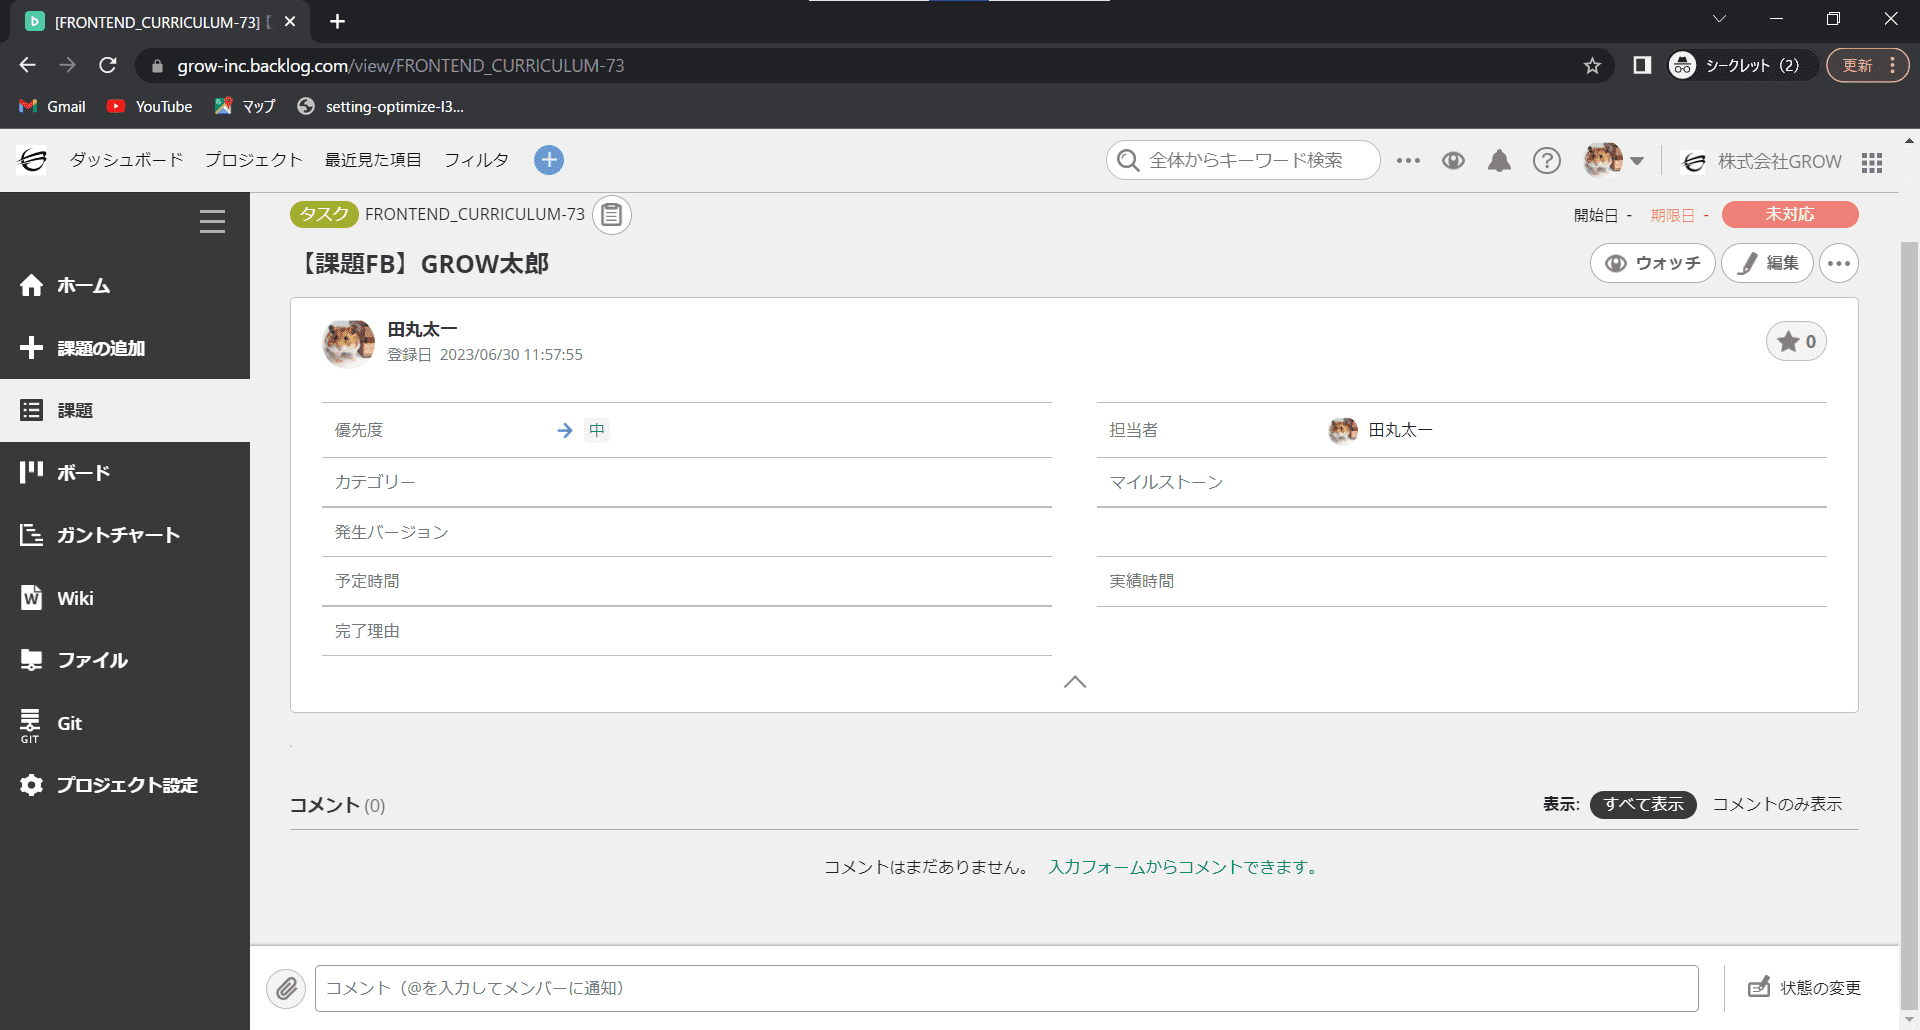 [FRONTEND_CURRICULUM-73]【
grow-inc.backlog.com/view/FRONTEND_CURRICULUM-73
シークレット (2)
更新
Gmail
YouTube
マップ
setting-optimize-l3...
ダッシュボード
プロジェクト
最近見た項目
フィルタ
全体からキーワード検索
株式会社GROW
タスク
FRONTEND_CURRICULUM-73
開始日 -
期限日 -
未対応
【課題FB】GROW太郎
ウォッチ
編集
ホーム
課題の追加
課題
ボード
ガントチャート
Wiki
ファイル
GIT
Git
プロジェクト設定
田丸太一
登録日 2023/06/30 11:57:55
0
優先度
中
担当者
田丸太一
カテゴリー
マイルストーン
発生バージョン
予定時間
実績時間
完了理由
コメント (0)
表示:
すべて表示
コメントのみ表示
コメントはまだありません。 入力フォームからコメントできます。
コメント（@を入力してメンバーに通知）
状態の変更